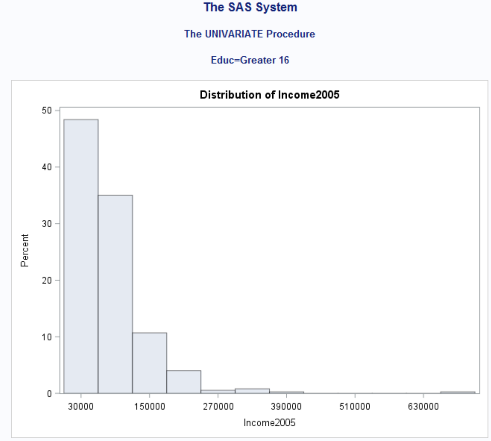 The SAS System
The UNIVARIATE Procedure
Educ=Greater 16
Distribution of Income2005
50
40
30
20
10
0
Percent
30000 150000 270000 390000 510000 630000
Income2005